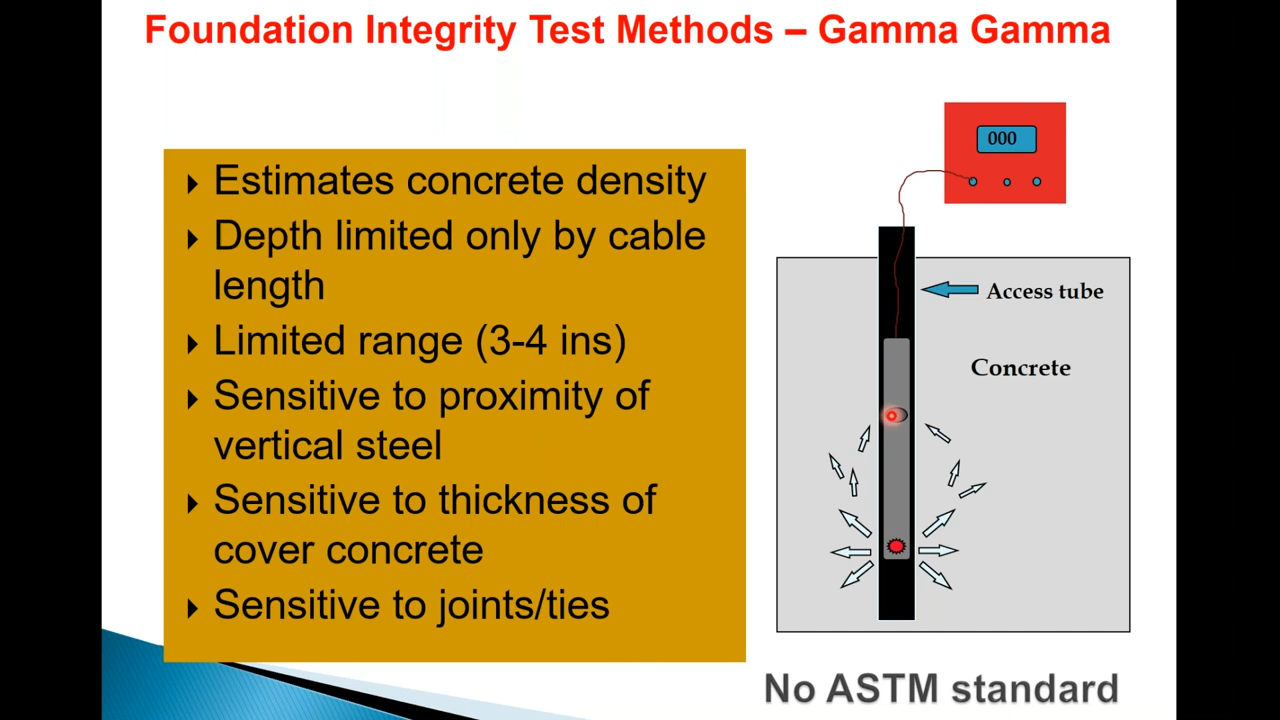 Foundation Integrity Test Methods – Gamma Gamma
Estimates concrete density
Depth limited only by cable
length
Limited range (3-4 ins)
Sensitive to proximity of
vertical steel
Sensitive to thickness of
cover concrete
Sensitive to joints/ties
000
Access tube
Concrete
No ASTM standard